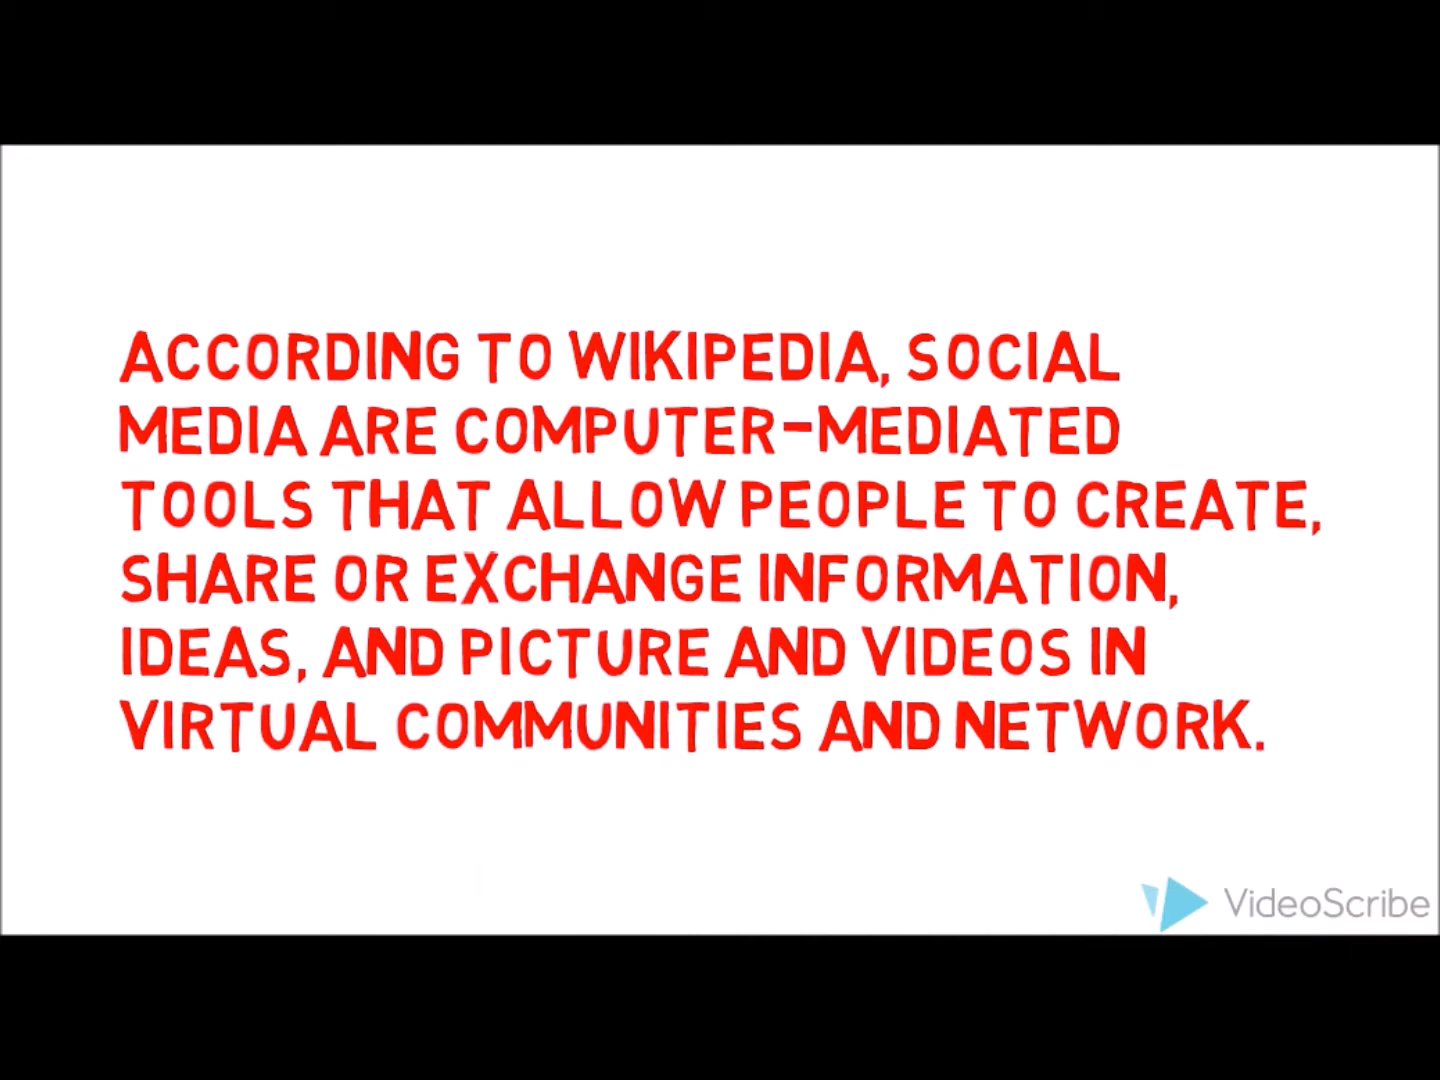 ACCORDING TO WIKIPEDIA, SOCIAL
MEDIA ARE COMPUTER-MEDIATED
TOOLS THAT ALLOW PEOPLE TO CREATE,
SHARE OR EXCHANGE INFORMATION,
IDEAS, AND PICTURE AND VIDEOS IN
VIRTUAL COMMUNITIES AND NETWORK.
VideoScribe